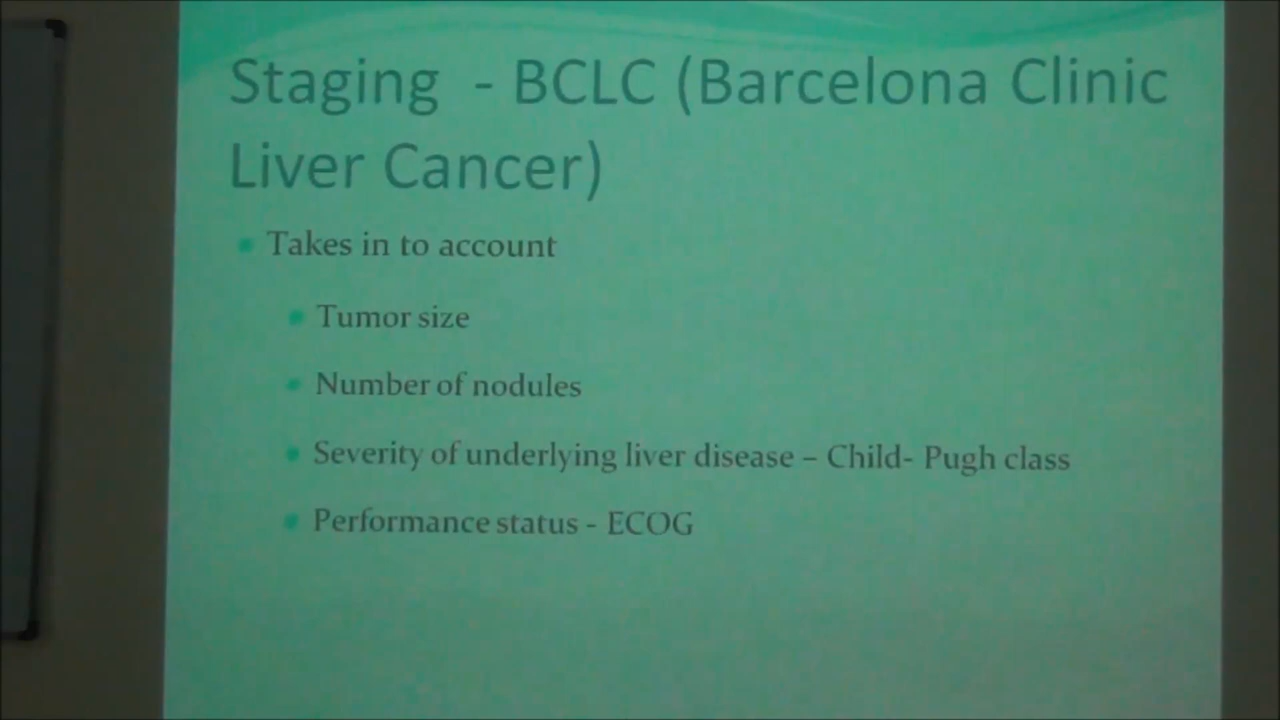 Staging - BCLC (Barcelona Clinic
Liver Cancer)
Takes in to account
Tumor size
Number of nodules
Severity of underlying liver disease – Child- Pugh class
Performance status - ECOG